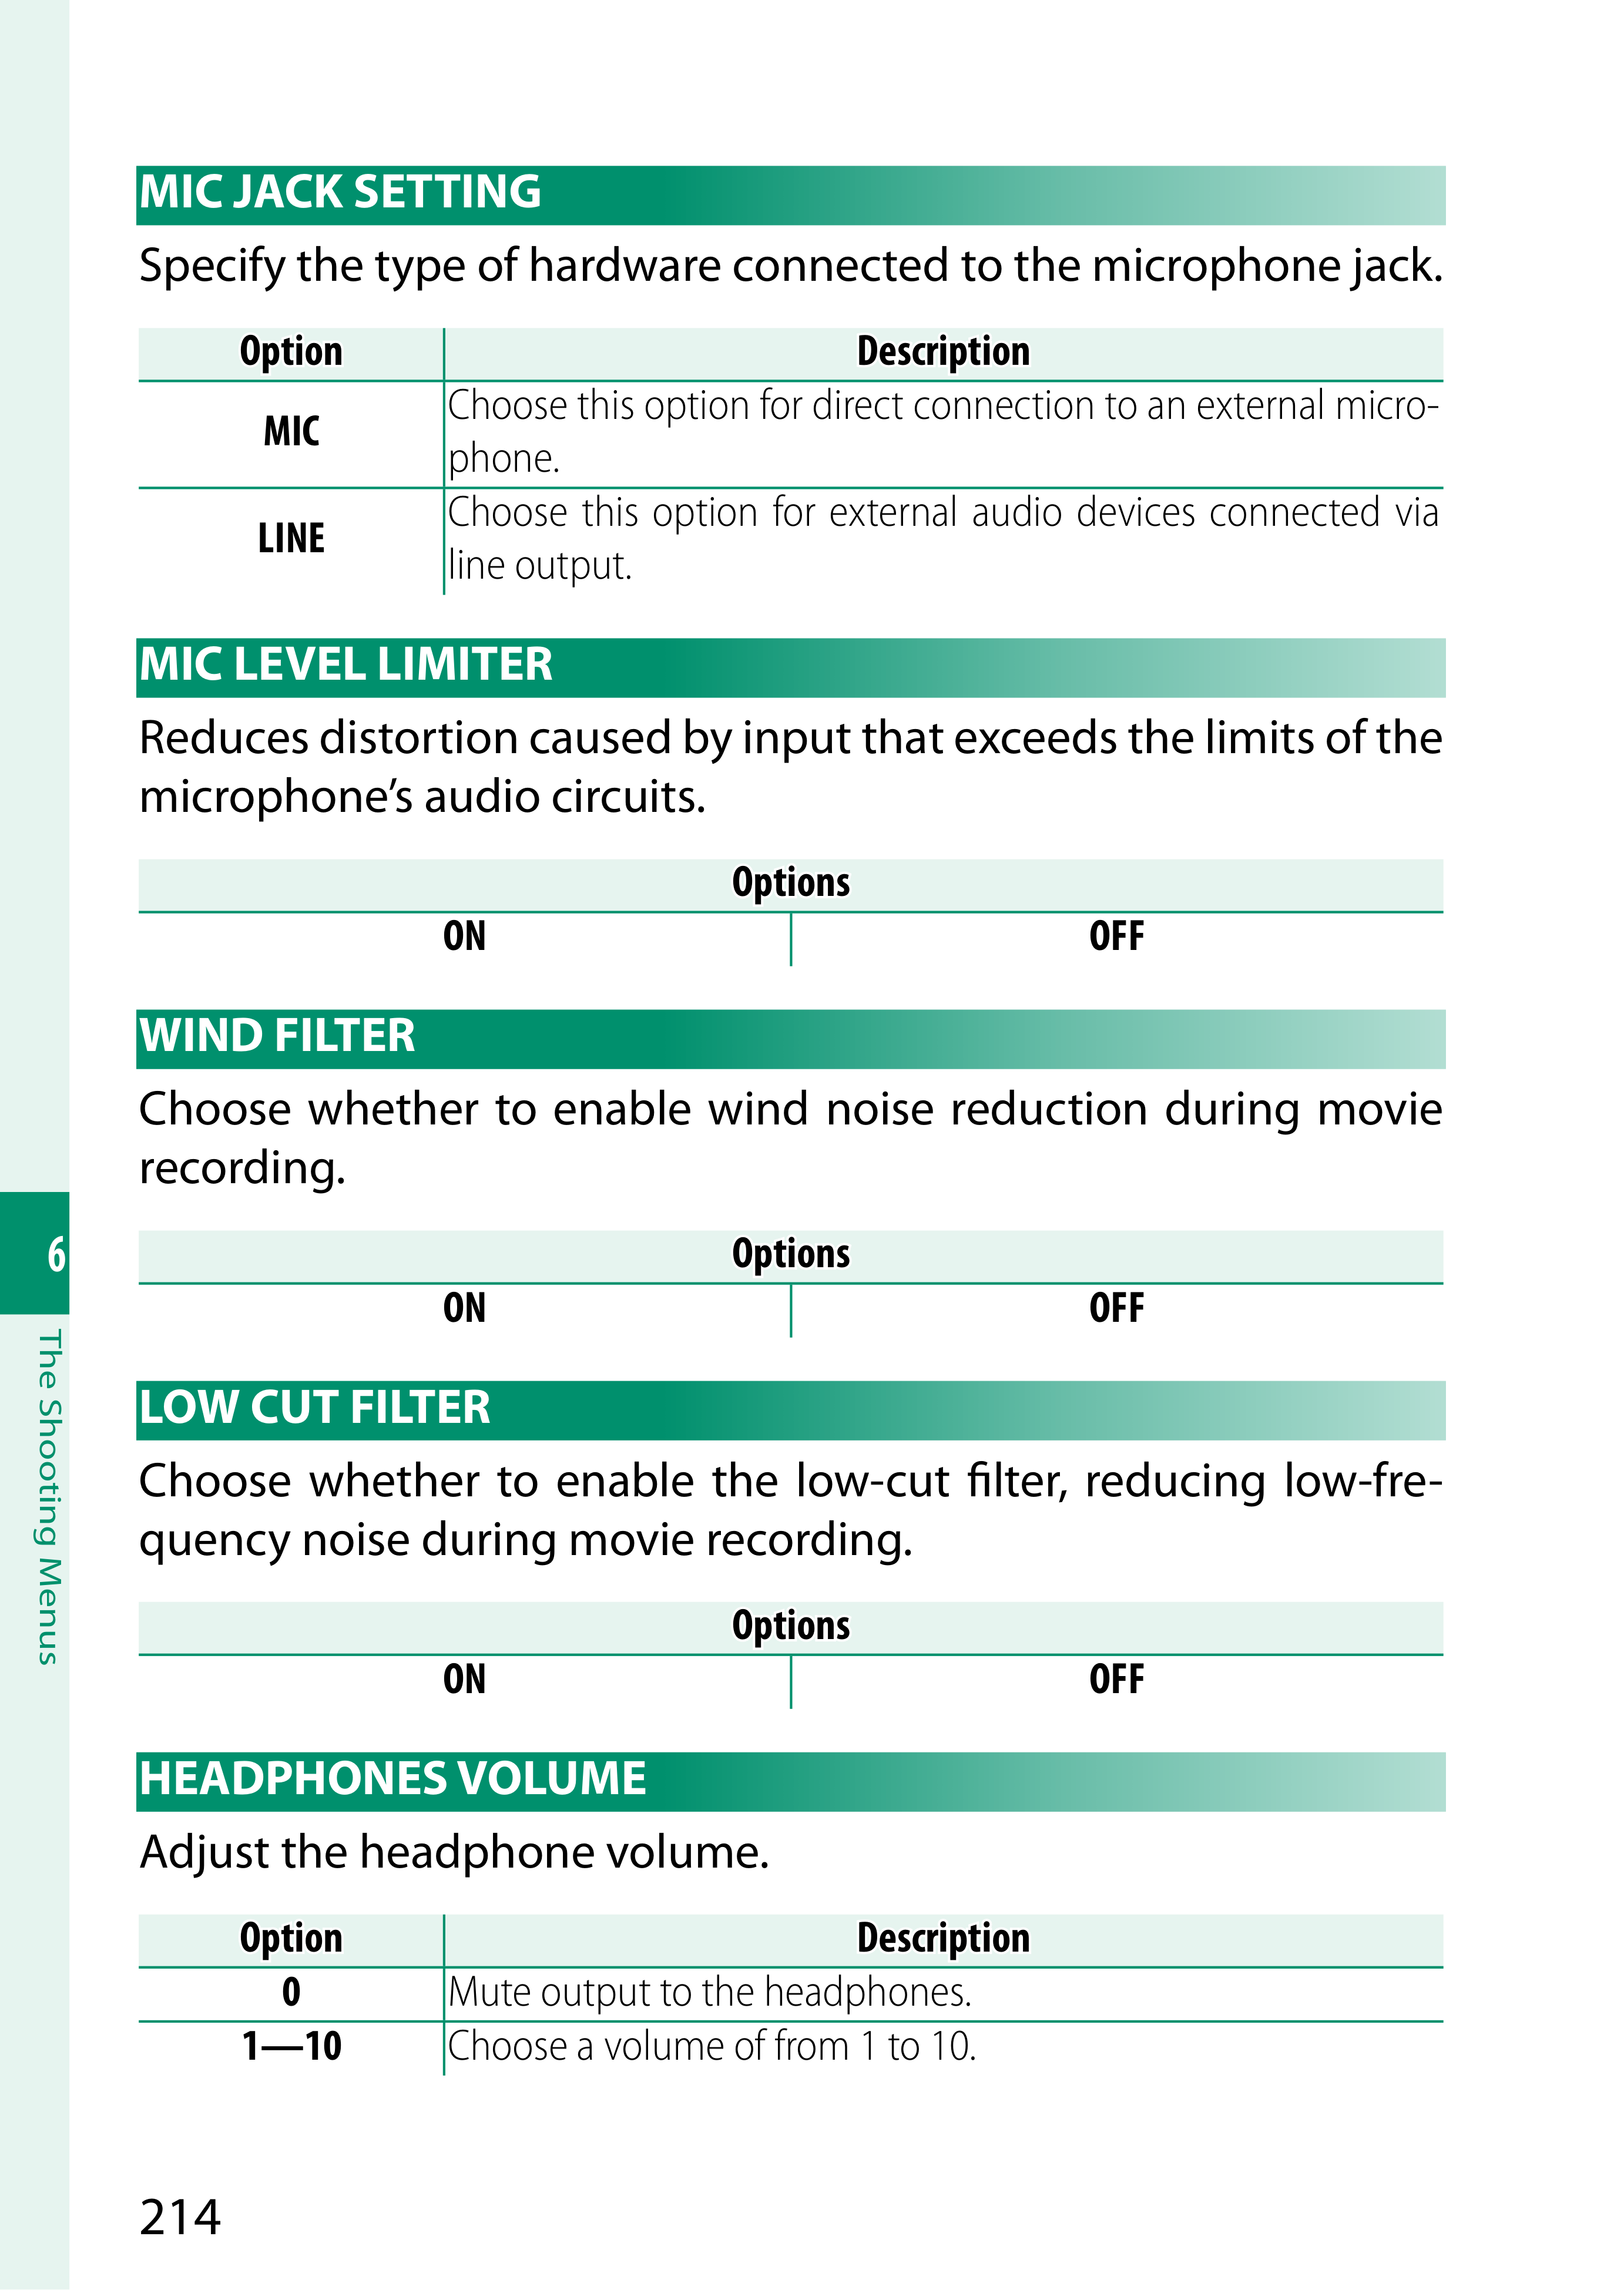 MIC JACK SETTING
Specify the type of hardware connected to the microphone jack.
Option Description
MIC Choose this option for direct connection to an external micro-
phone.
LINE Choose this option for external audio devices connected via
line output.
MIC LEVEL LIMITER
Reduces distortion caused by input that exceeds the limits of the
microphone’s audio circuits.
Options
ON OFF
WIND FILTER
Choose whether to enable wind noise reduction during movie
recording.
Options
ON OFF
LOW CUT FILTER
Choose whether to enable the low-cut filter, reducing low-fre-
quency noise during movie recording.
Options
ON OFF
HEADPHONES VOLUME
Adjust the headphone volume.
Option Description
0 Mute output to the headphones.
1—10 Choose a volume of from 1 to 10.
6
The Shooting Menus
214